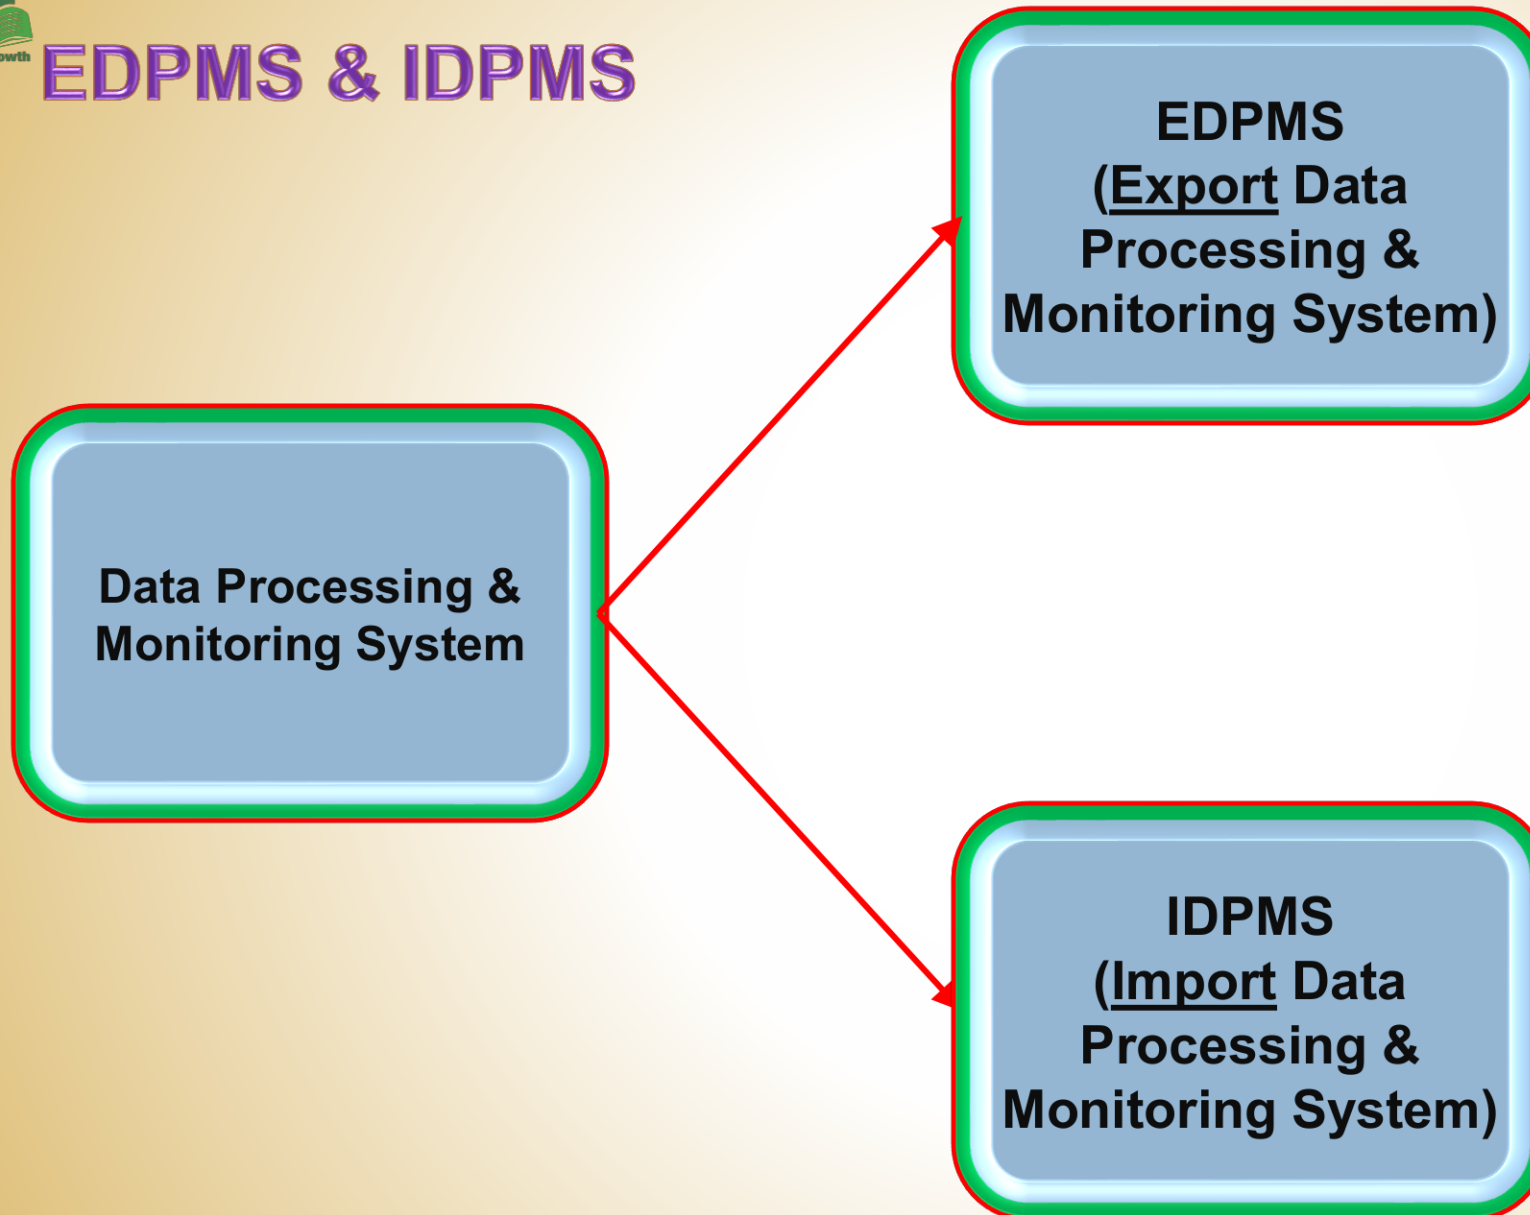 EDPMS & IDPMS
EDPMS
(Export Data
Processing &
Monitoring System)
Data Processing &
Monitoring System
IDPMS
(Import Data
Processing &
Monitoring System)